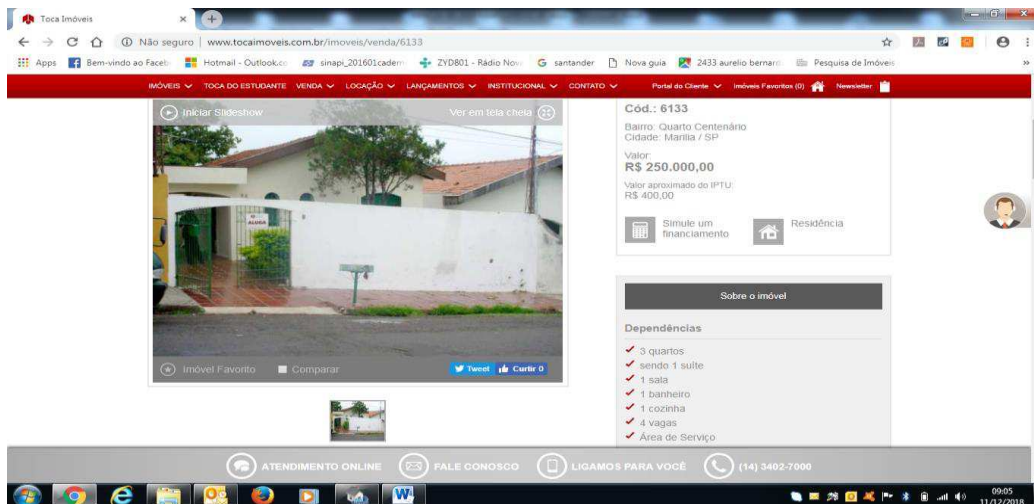 Toca Imóveis
Não seguro | www.tocaimoveis.com.br/imoveis/venda/6133
Apps
Bem-vindo ao Faceb
Hotmail - Outlook.co
sinapi_201601cadern
ZYD801 - Rádio Nov
santander
Nova guia
2433 aurelio bernard
Pesquisa de Imóveis
IMÓVEIS
TOCA DO ESTUDANTE
VENDA
LOCAÇÃO
LANÇAMENTOS
INSTITUCIONAL
CONTATO
Portal do Cliente
Imóveis Favoritos (0)
Newsletter
Iniciar Slideshow
Ver em tela cheia
ALUGA
Imóvel Favorito
Comparar
Tweet
Curtir 0
Cód.: 6133
Bairro: Quarto Centenário
Cidade: Marília / SP
Valor:
R$ 250.000,00
Valor aproximado do IPTU:
R$ 400,00
Simule um
financiamento
Residência
Sobre o imóvel
Dependências
3 quartos
sendo 1 suíte
1 sala
1 banheiro
1 cozinha
4 vagas
Área de Serviço
ATENDIMENTO ONLINE
FALE CONOSCO
LIGAMOS PARA VOCÊ
(14) 3402-7000
09:05
11/12/2018